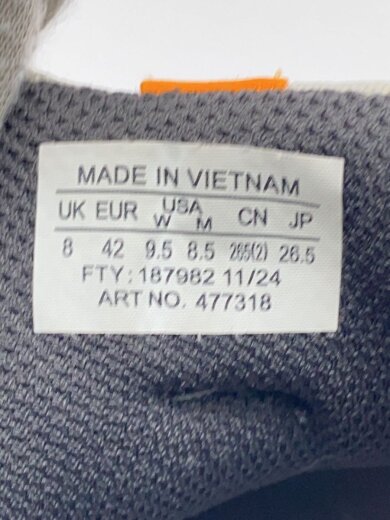 MADE IN VIETNAM
UK EUR USA CN JP
W M
8 42 9.5 8.5 265(2) 26.5
FTY: 187982 11/24
ART NO. 477318